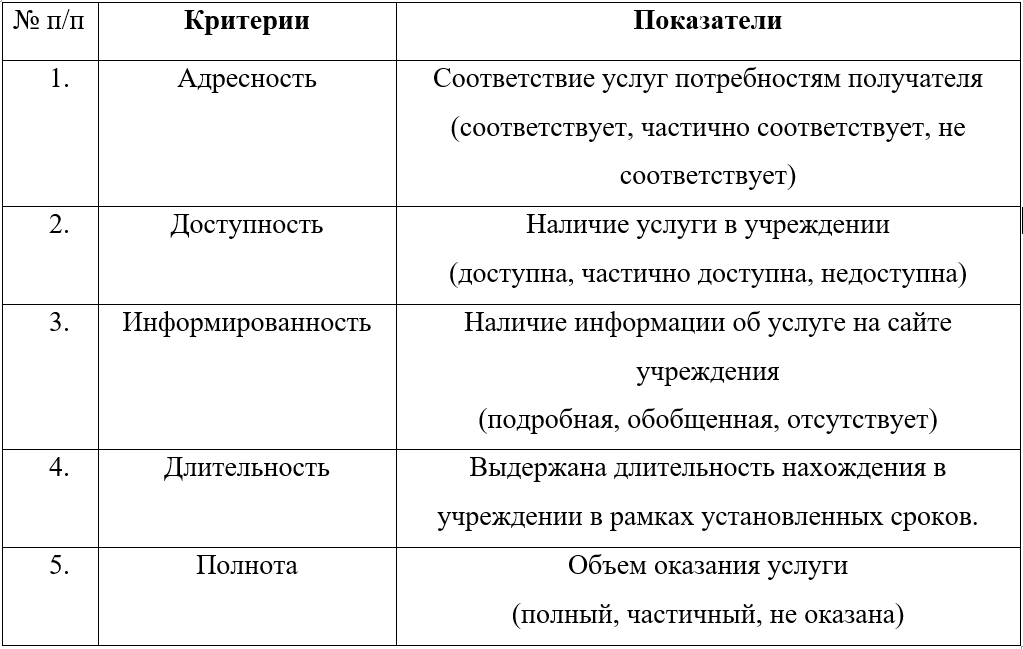 № п/п Критерии Показатели
1. Адресность Соответствие услуг потребностям получателя
(соответствует, частично соответствует, не
соответствует)
2. Доступность Наличие услуги в учреждении
(доступна, частично доступна, недоступна)
3. Информированность Наличие информации об услуге на сайте
учреждения
(подробная, обобщенная, отсутствует)
4. Длительность Выдержана длительность нахождения в
учреждении в рамках установленных сроков.
5. Полнота Объем оказания услуги
(полный, частичный, не оказана)